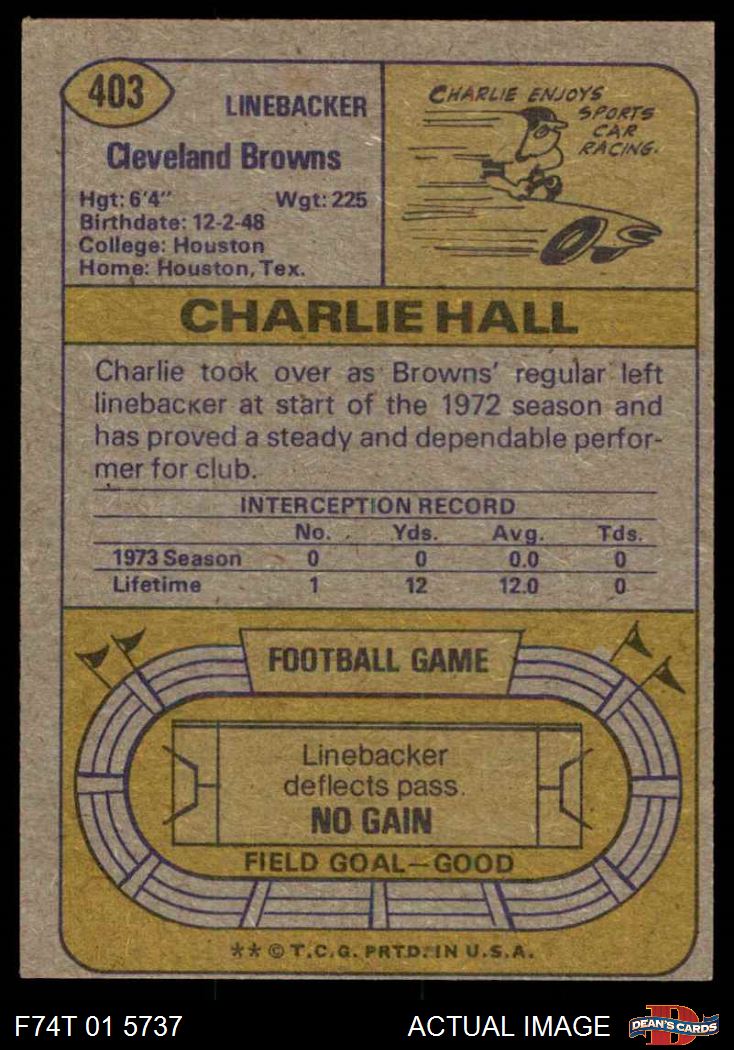 403
LINEBACKER
Cleveland Browns
Hgt: 6'4" Wgt: 225
Birthdate: 12-2-48
College: Houston
Home: Houston, Tex.
CHARLIE ENJOYS
SPORTS
CAR
RACING.
CHARLIE HALL
Charlie took over as Browns' regular left
linebacker at start of the 1972 season and
has proved a steady and dependable perfor-
mer for club.
INTERCEPTION RECORD
No. Yds. Avg. Tds.
1973 Season 0 0 0.0 0
Lifetime 1 12 12.0 0
FOOTBALL GAME
Linebacker
deflects pass.
NO GAIN
FIELD GOAL—GOOD
** © T.C.G. PRTD. IN U.S.A.
F74T 01 5737
ACTUAL IMAGE
D
DEAN'S CARDS